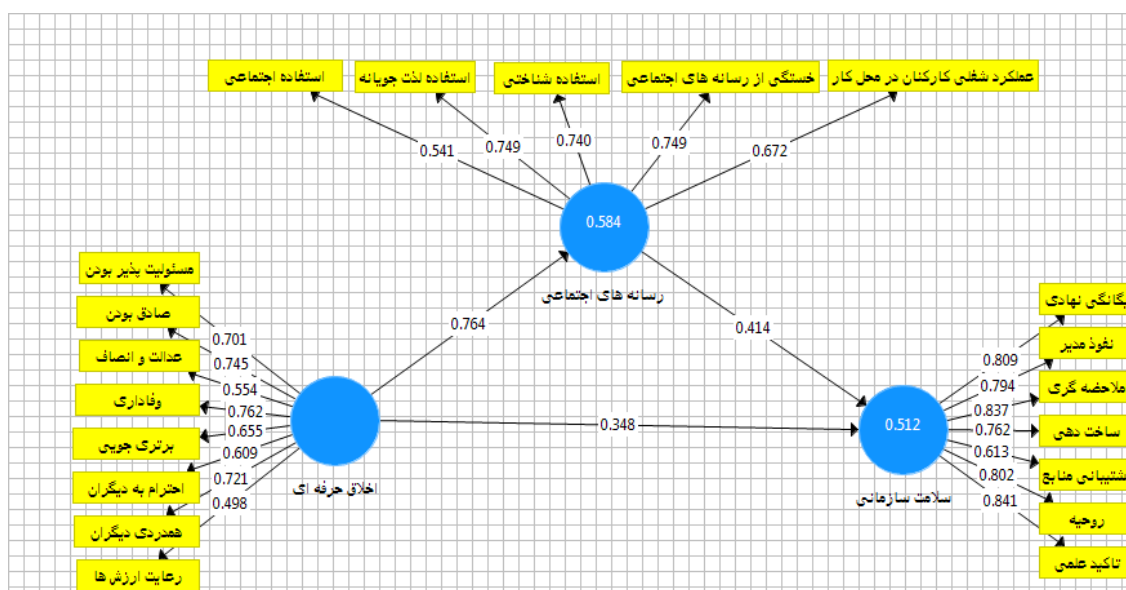 عملکرد شغلی کارکنان در محل کار
خستگی از رسانه های اجتماعی
استفاده شناختی
استفاده لذت جویانه
استفاده اجتماعی
0.541
0.749
0.740
0.749
0.672
0.584
رسانه های اجتماعی
0.764
0.414
0.348
مسئولیت پذیر بودن
صادق بودن
عدالت و انصاف
وفاداری
برتری جویی
احترام به دیگران
همدردی دیگران
رعایت ارزش ها
0.701
0.745
0.554
0.762
0.655
0.609
0.721
0.498
اخلاق حرفه ای
0.512
سلامت سازمانی
0.809
0.794
0.837
0.762
0.613
0.802
0.841
یگانگی نهادی
نفوذ مدیر
ملاحضه گری
ساخت دهی
پشتیبانی منابع
روحیه
تاکید علمی